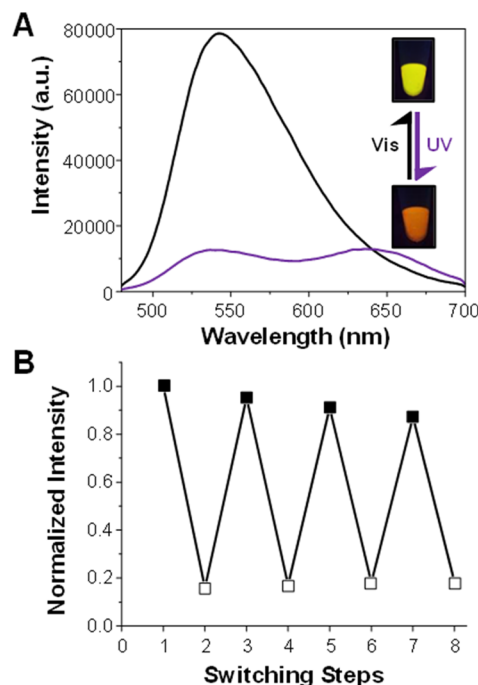 A
80000
60000
40000
20000
0
Intensity (a.u.)
Vis
UV
500 550 600 650 700
Wavelength (nm)
B
1.0
0.8
0.6
0.4
0.2
0.0
Normalized Intensity
0 1 2 3 4 5 6 7 8
Switching Steps